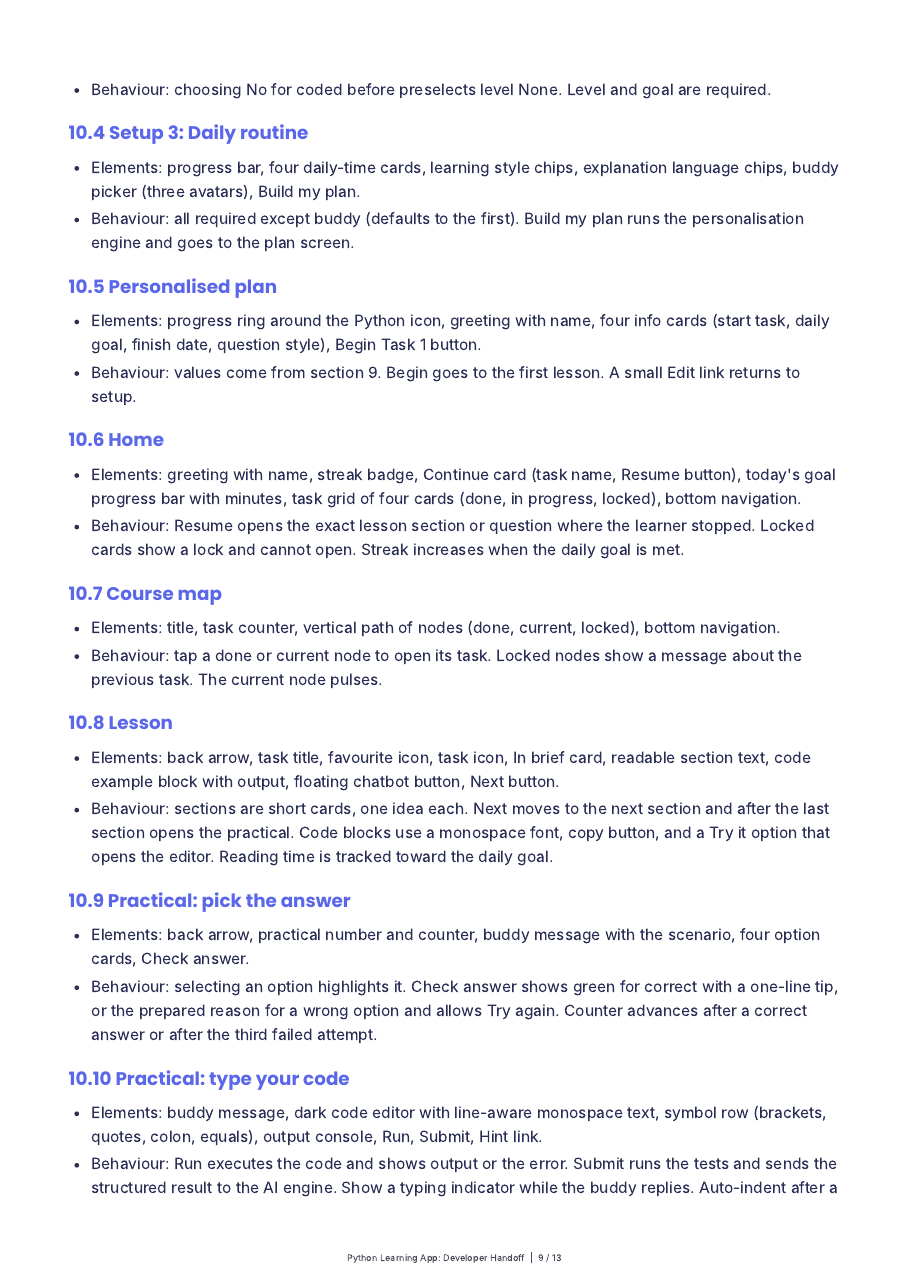 • Behaviour: choosing No for coded before preselects level None. Level and goal are required.
10.4 Setup 3: Daily routine
• Elements: progress bar, four daily-time cards, learning style chips, explanation language chips, buddy
picker (three avatars), Build my plan.
• Behaviour: all required except buddy (defaults to the first). Build my plan runs the personalisation
engine and goes to the plan screen.
10.5 Personalised plan
• Elements: progress ring around the Python icon, greeting with name, four info cards (start task, daily
goal, finish date, question style), Begin Task 1 button.
• Behaviour: values come from section 9. Begin goes to the first lesson. A small Edit link returns to
setup.
10.6 Home
• Elements: greeting with name, streak badge, Continue card (task name, Resume button), today's goal
progress bar with minutes, task grid of four cards (done, in progress, locked), bottom navigation.
• Behaviour: Resume opens the exact lesson section or question where the learner stopped. Locked
cards show a lock and cannot open. Streak increases when the daily goal is met.
10.7 Course map
• Elements: title, task counter, vertical path of nodes (done, current, locked), bottom navigation.
• Behaviour: tap a done or current node to open its task. Locked nodes show a message about the
previous task. The current node pulses.
10.8 Lesson
• Elements: back arrow, task title, favourite icon, task icon, In brief card, readable section text, code
example block with output, floating chatbot button, Next button.
• Behaviour: sections are short cards, one idea each. Next moves to the next section and after the last
section opens the practical. Code blocks use a monospace font, copy button, and a Try it option that
opens the editor. Reading time is tracked toward the daily goal.
10.9 Practical: pick the answer
• Elements: back arrow, practical number and counter, buddy message with the scenario, four option
cards, Check answer.
• Behaviour: selecting an option highlights it. Check answer shows green for correct with a one-line tip,
or the prepared reason for a wrong option and allows Try again. Counter advances after a correct
answer or after the third failed attempt.
10.10 Practical: type your code
• Elements: buddy message, dark code editor with line-aware monospace text, symbol row (brackets,
quotes, colon, equals), output console, Run, Submit, Hint link.
• Behaviour: Run executes the code and shows output or the error. Submit runs the tests and sends the
structured result to the AI engine. Show a typing indicator while the buddy replies. Auto-indent after a
Python Learning App: Developer Handoff | 9 / 13